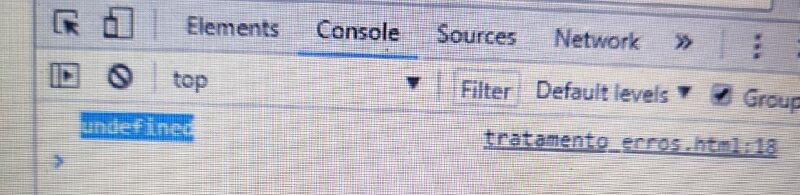 Elements Console Sources Network »
top Filter Default levels Group
undefined tratamento_erros.html:18
>